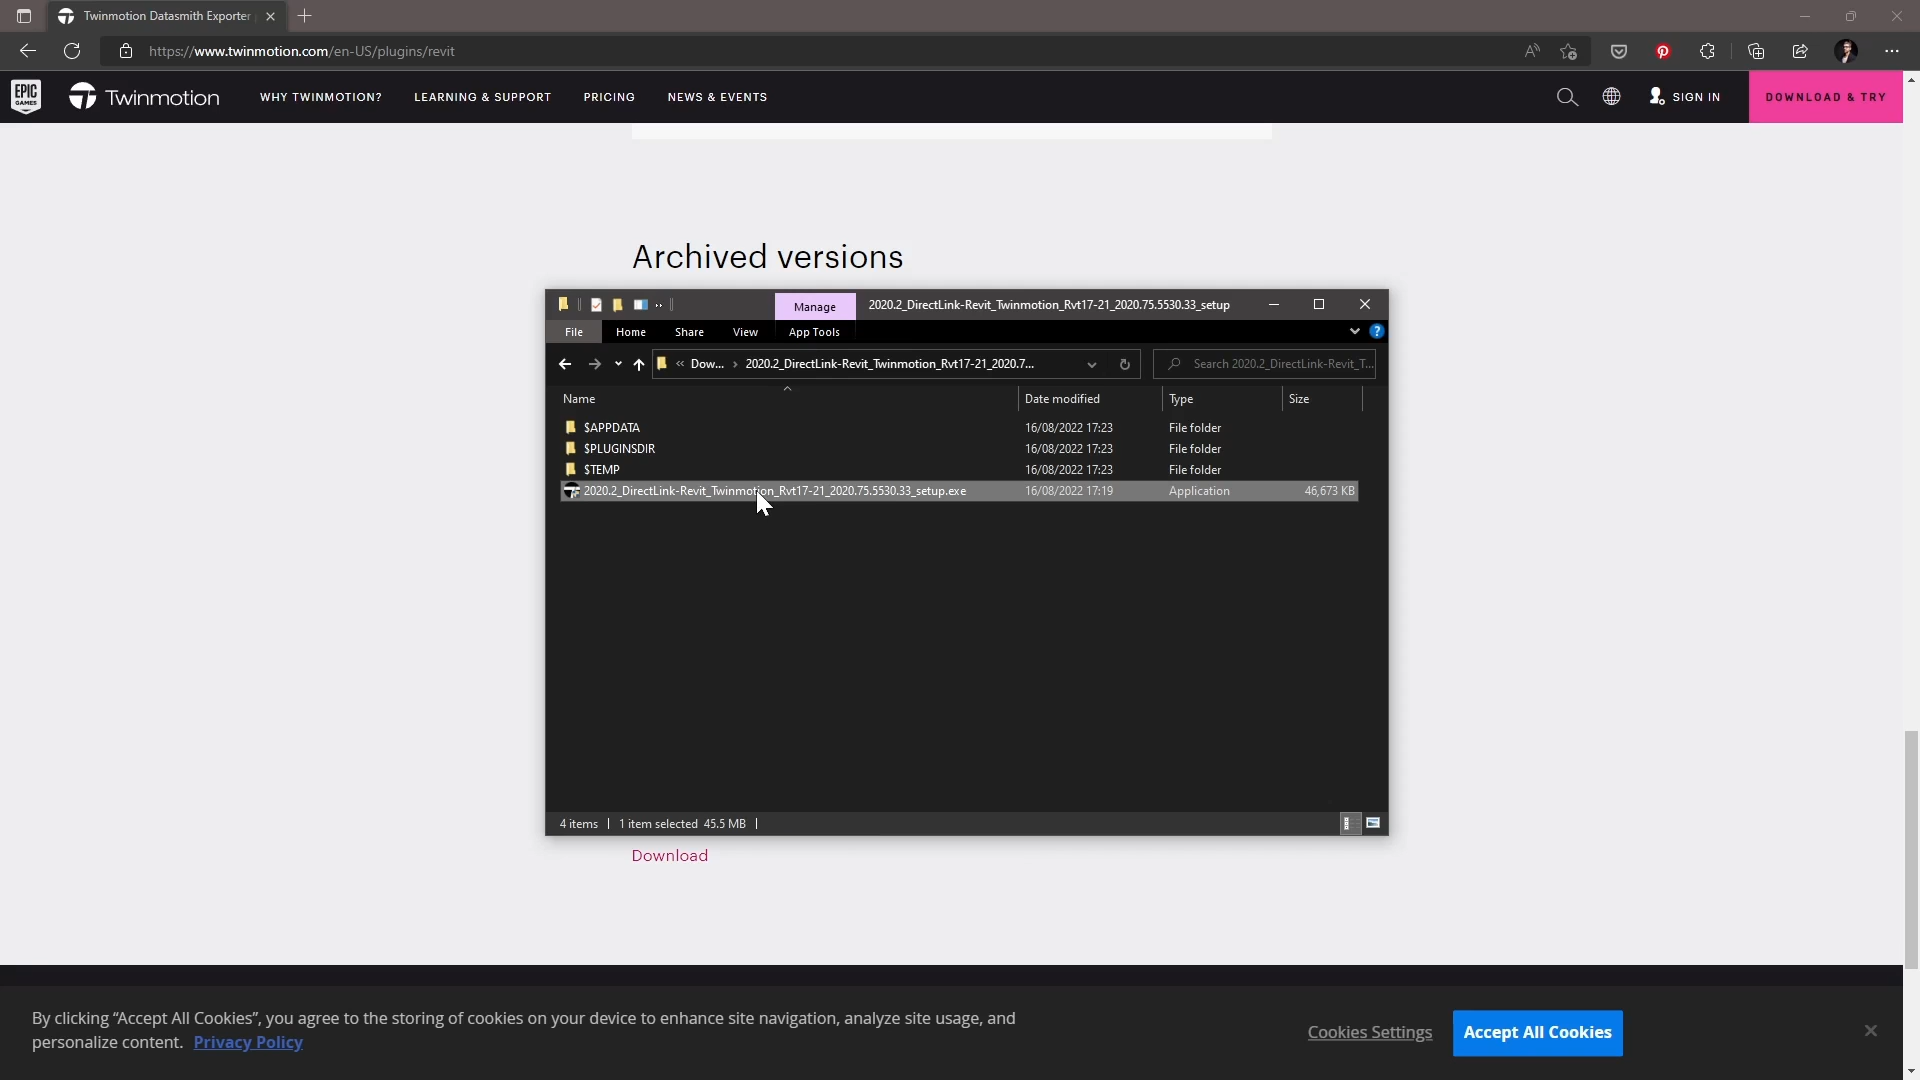 Twinmotion Datasmith Exporter
https://www.twinmotion.com/en-US/plugins/revit
EPIC GAMES
Twinmotion
WHY TWINMOTION?
LEARNING & SUPPORT
PRICING
NEWS & EVENTS
SIGN IN
DOWNLOAD & TRY
Archived versions
Manage
2020.2_DirectLink-Revit_Twinmotion_Rvt17-21_2020.75.5530.33_setup
File
Home
Share
View
App Tools
« Dow... › 2020.2_DirectLink-Revit_Twinmotion_Rvt17-21_2020.7...
Search 2020.2_DirectLink-Revit_T...
Name
Date modified
Type
Size
$APPDATA 16/08/2022 17:23 File folder
$PLUGINSDIR 16/08/2022 17:23 File folder
$TEMP 16/08/2022 17:23 File folder
2020.2_DirectLink-Revit_Twinmotion_Rvt17-21_2020.75.5530.33_setup.exe 16/08/2022 17:19 Application 46,673 KB
4 items
1 item selected 45.5 MB
Download
By clicking “Accept All Cookies”, you agree to the storing of cookies on your device to enhance site navigation, analyze site usage, and
personalize content. Privacy Policy
Cookies Settings
Accept All Cookies